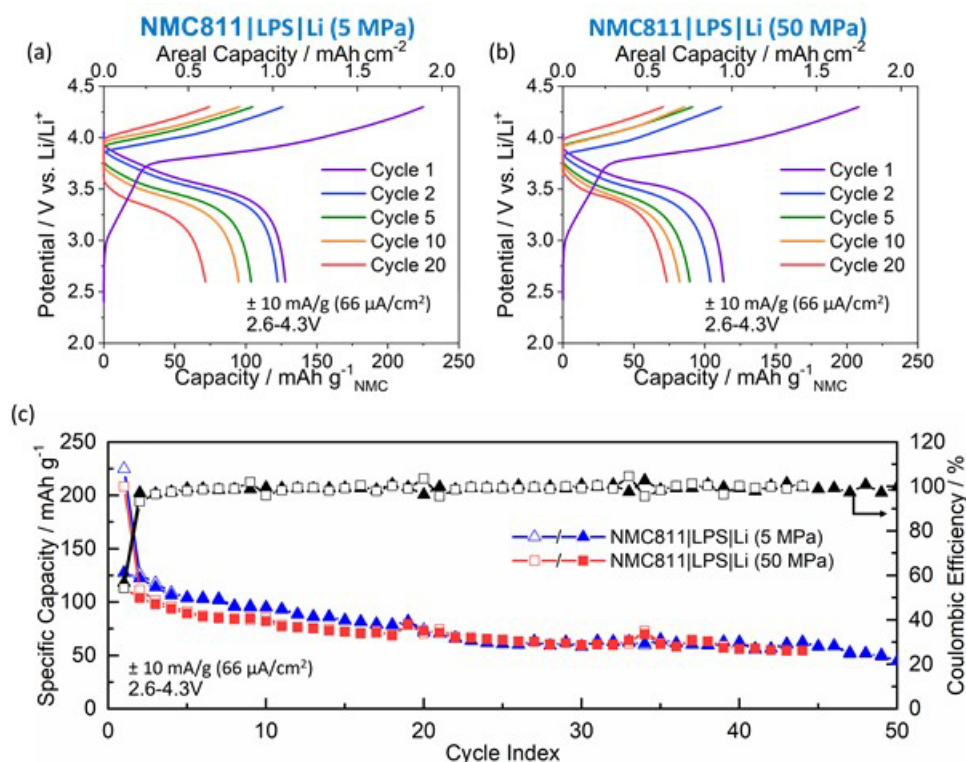 NMC811|LPS|Li (5 MPa)
(a)
Areal Capacity / mAh cm⁻²
0.0 0.5 1.0 1.5 2.0
4.5
4.0
3.5
3.0
2.5
2.0
Potential / V vs. Li/Li⁺
Cycle 1
Cycle 2
Cycle 5
Cycle 10
Cycle 20
± 10 mA/g (66 µA/cm²)
2.6-4.3V
0 50 100 150 200 250
Capacity / mAh g⁻¹NMC
NMC811|LPS|Li (50 MPa)
(b)
Areal Capacity / mAh cm⁻²
0.0 0.5 1.0 1.5 2.0
4.5
4.0
3.5
3.0
2.5
2.0
Potential / V vs. Li/Li⁺
Cycle 1
Cycle 2
Cycle 5
Cycle 10
Cycle 20
± 10 mA/g (66 µA/cm²)
2.6-4.3V
0 50 100 150 200 250
Capacity / mAh g⁻¹NMC
(c)
250
200
150
100
50
0
Specific Capacity / mAh g⁻¹
120
100
80
60
40
20
0
Coulombic Efficiency / %
/ NMC811|LPS|Li (5 MPa)
/ NMC811|LPS|Li (50 MPa)
± 10 mA/g (66 µA/cm²)
2.6-4.3V
0 10 20 30 40 50
Cycle Index